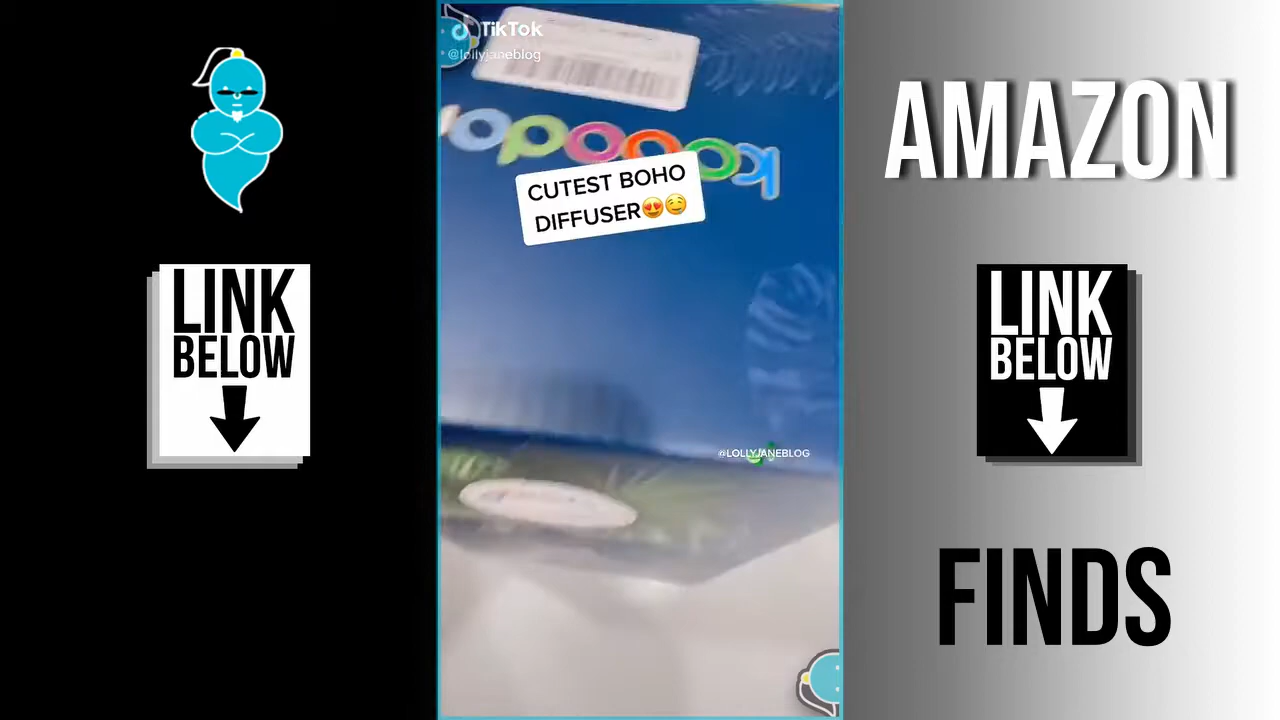 TikTok
@lollyjaneblog
CUTEST BOHO
DIFFUSER😍🤤
@LOLLYJANEBLOG
LINK
BELOW
AMAZON
LINK
BELOW
FINDS